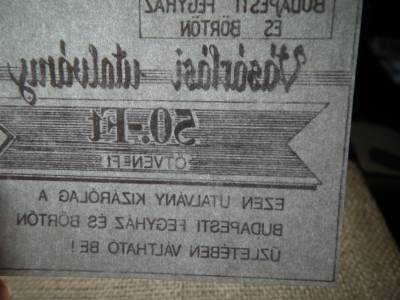 BUDAPESTI FEGYHÁZ
ÉS BÖRTÖN
Vásárlási utalvány
50.-Ft
ÖTVEN=Ft
EZEN UTALVÁNY KIZÁRÓLAG A
BUDAPESTI FEGYHÁZ ÉS BÖRTÖN
ÜZLETÉBEN VÁLTHATÓ BE!